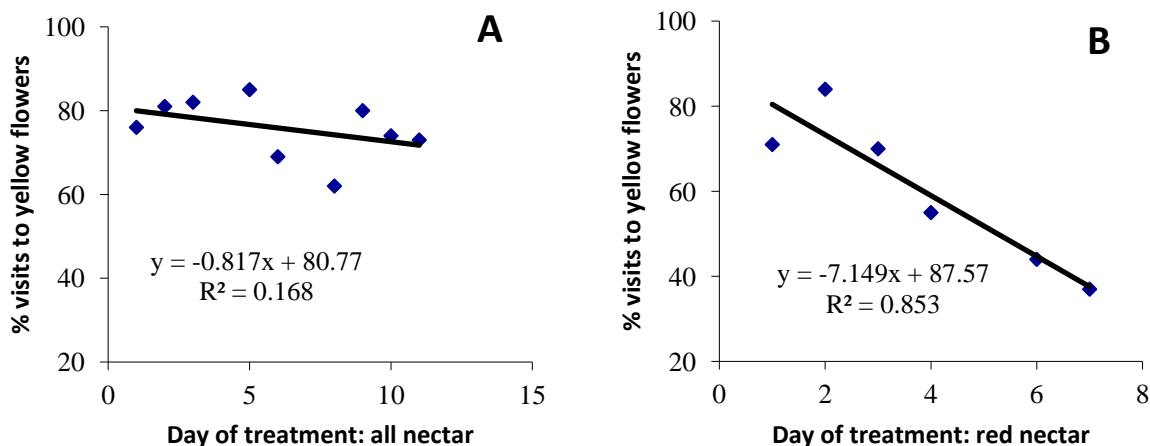 A
% visits to yellow flowers
100
80
60
40
20
y = -0.817x + 80.77
R² = 0.168
0
5
10
15
Day of treatment: all nectar
B
% visits to yellow flowers
100
80
60
40
20
y = -7.149x + 87.57
R² = 0.853
0
2
4
6
8
Day of treatment: red nectar